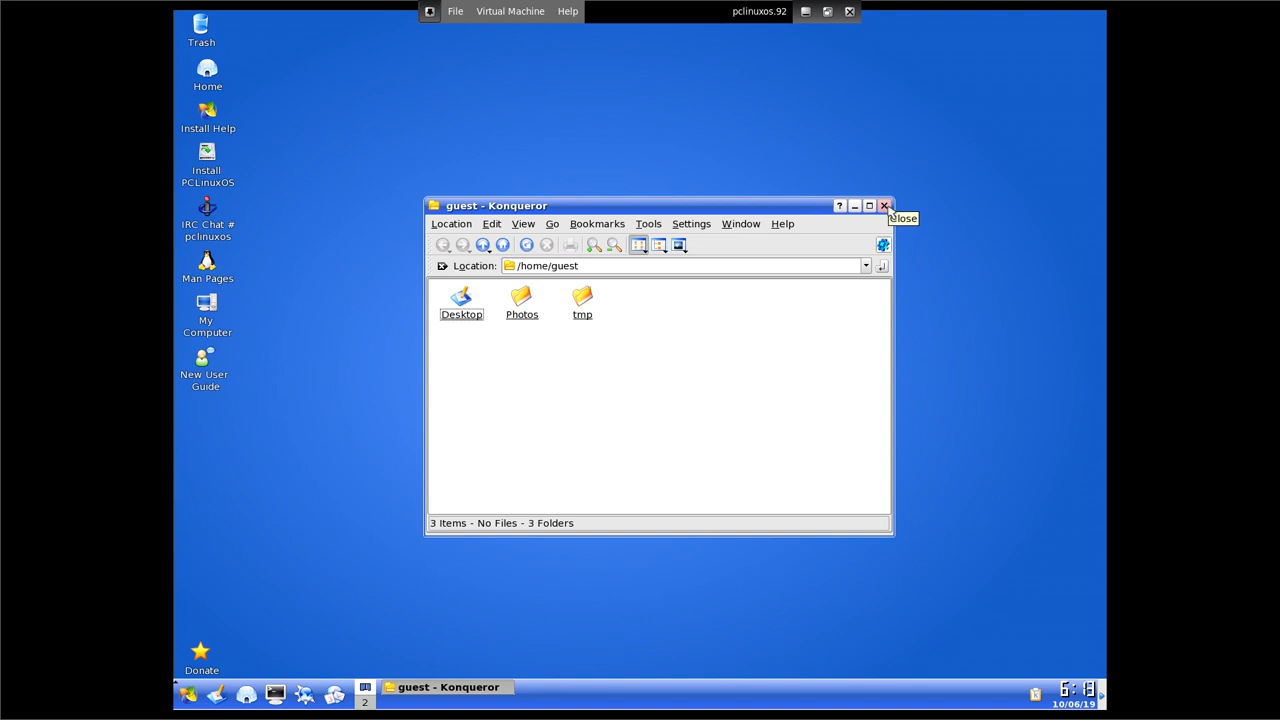 File Virtual Machine Help pclinuxos.92
Trash
Home
Install Help
Install
PCLinuxOS
IRC Chat #
pclinuxos
Man Pages
My
Computer
New User
Guide
Donate
guest - Konqueror ?
Close
Location Edit View Go Bookmarks Tools Settings Window Help
Location: /home/guest
Desktop Photos tmp
3 Items - No Files - 3 Folders
guest - Konqueror
2
6:13
10/06/19